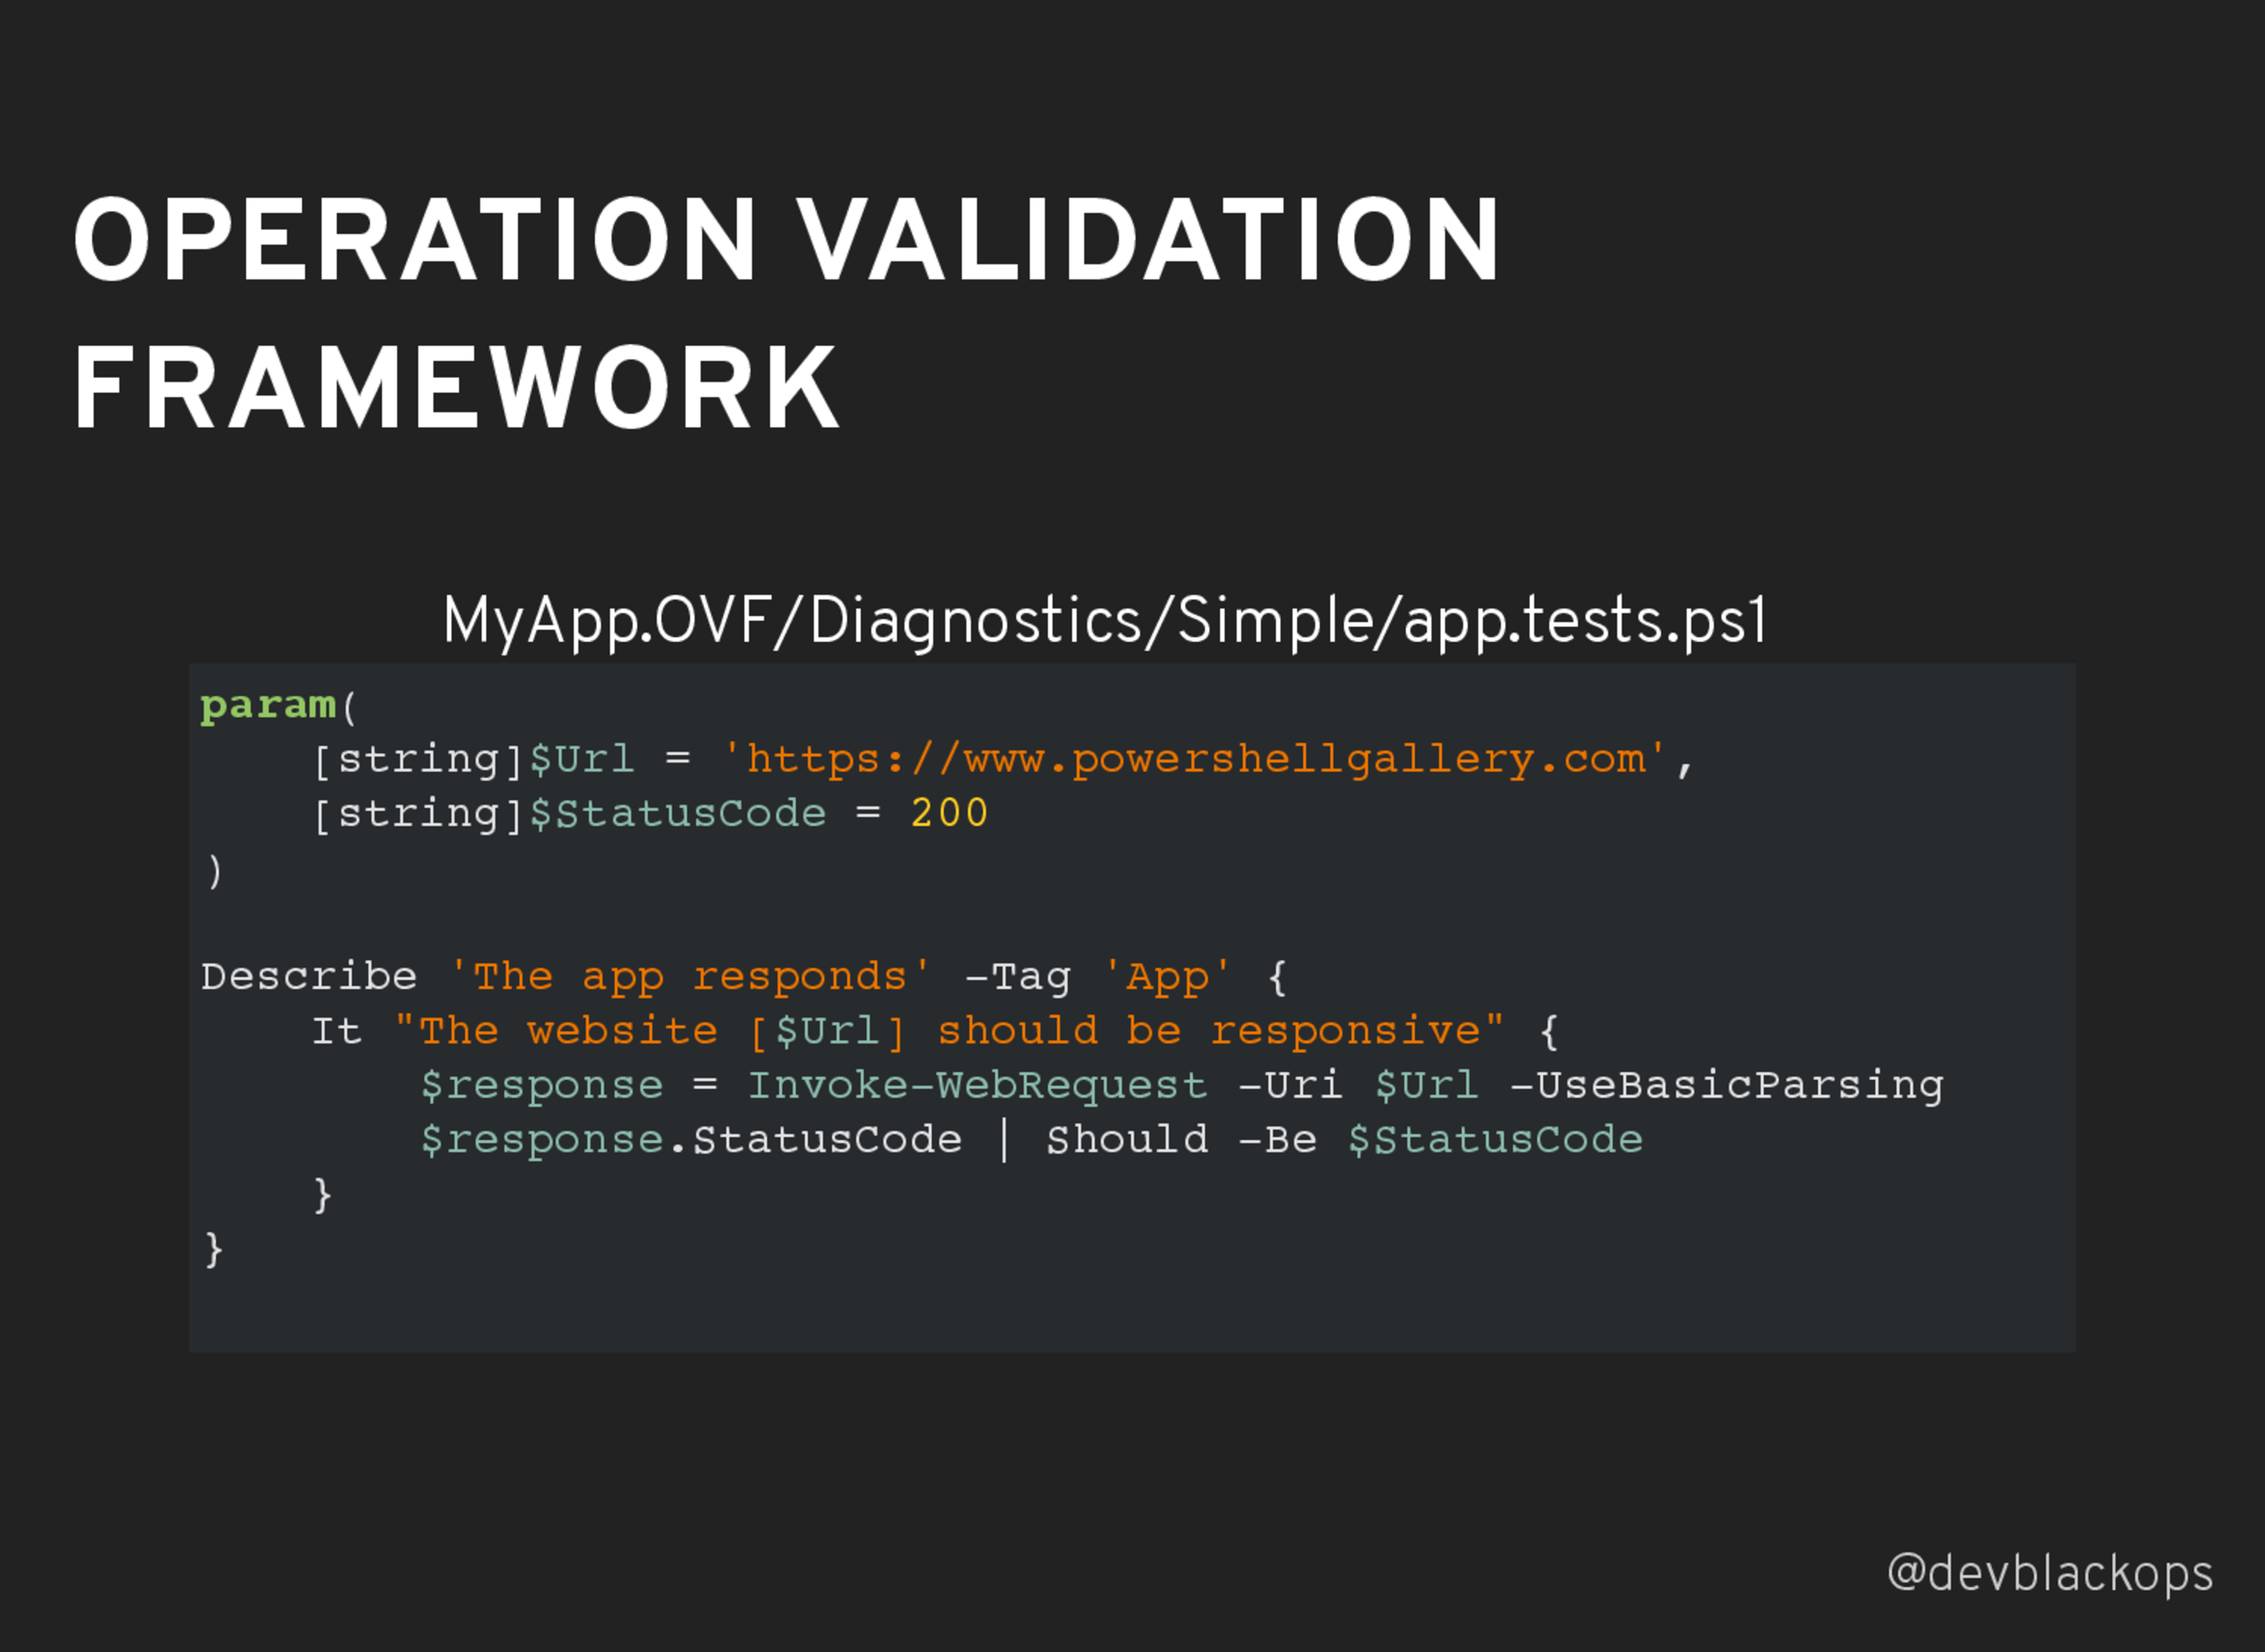 OPERATION VALIDATION
FRAMEWORK
MyApp.OVF/Diagnostics/Simple/app.tests.ps1
param(
    [string]$Url = 'https://www.powershellgallery.com',
    [string]$StatusCode = 200
)
Describe 'The app responds' -Tag 'App' {
    It "The website [$Url] should be responsive" {
        $response = Invoke-WebRequest -Uri $Url -UseBasicParsing
        $response.StatusCode | Should -Be $StatusCode
    }
}
@devblackops